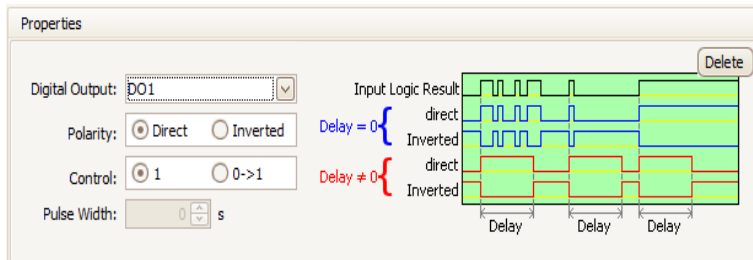 Properties
Delete
Digital Output: DO1
Polarity: Direct Inverted
Control: 1 0->1
Pulse Width: 0 s
Input Logic Result
Delay = 0 { direct
Inverted
Delay ≠ 0 { direct
Inverted
Delay Delay Delay